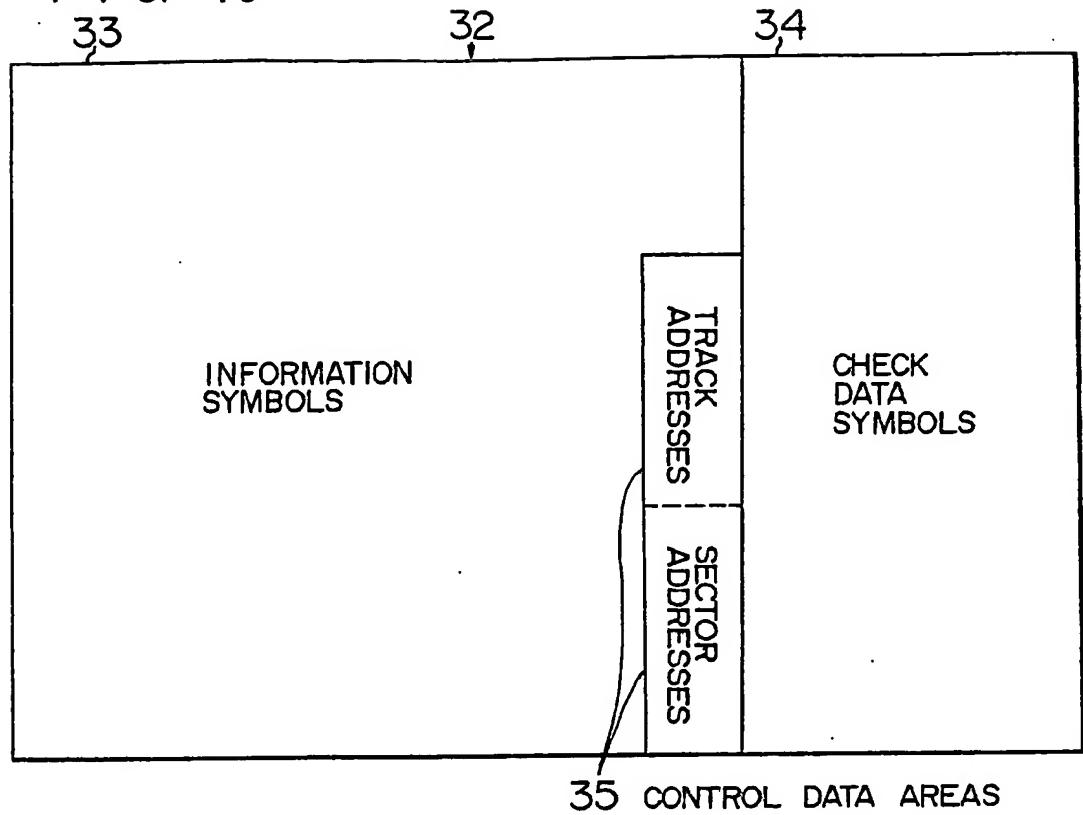 33
32
34
INFORMATION
SYMBOLS
TRACK
ADDRESSES
SECTOR
ADDRESSES
CHECK
DATA
SYMBOLS
35 CONTROL DATA AREAS